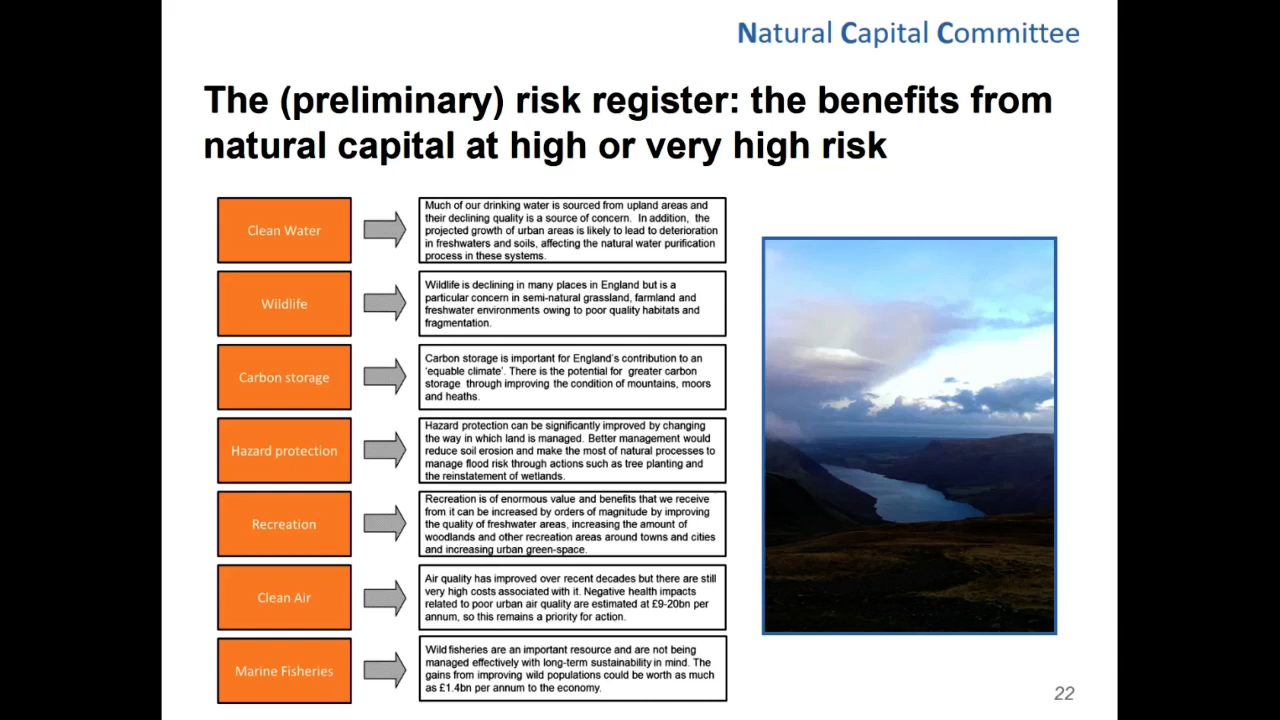 Natural Capital Committee
The (preliminary) risk register: the benefits from
natural capital at high or very high risk
Clean Water
Much of our drinking water is sourced from upland areas and
their declining quality is a source of concern. In addition, the
projected growth of urban areas is likely to lead to deterioration
in freshwaters and soils, affecting the natural water purification
process in these systems.
Wildlife
Wildlife is declining in many places in England but is a
particular concern in semi-natural grassland, farmland and
freshwater environments owing to poor quality habitats and
fragmentation.
Carbon storage
Carbon storage is important for England's contribution to an
'equable climate'. There is the potential for greater carbon
storage through improving the condition of mountains, moors
and heaths.
Hazard protection
Hazard protection can be significantly improved by changing
the way in which land is managed. Better management would
reduce soil erosion and make the most of natural processes to
manage flood risk through actions such as tree planting and
the reinstatement of wetlands.
Recreation
Recreation is of enormous value and benefits that we receive
from it can be increased by orders of magnitude by improving
the quality of freshwater areas, increasing the amount of
woodlands and other recreation areas around towns and cities
and increasing urban green-space.
Clean Air
Air quality has improved over recent decades but there are still
very high costs associated with it. Negative health impacts
related to poor urban air quality are estimated at £9-20bn per
annum, so this remains a priority for action.
Marine Fisheries
Wild fisheries are an important resource and are not being
managed effectively with long-term sustainability in mind. The
gains from improving wild populations could be worth as much
as £1.4bn per annum to the economy.
22